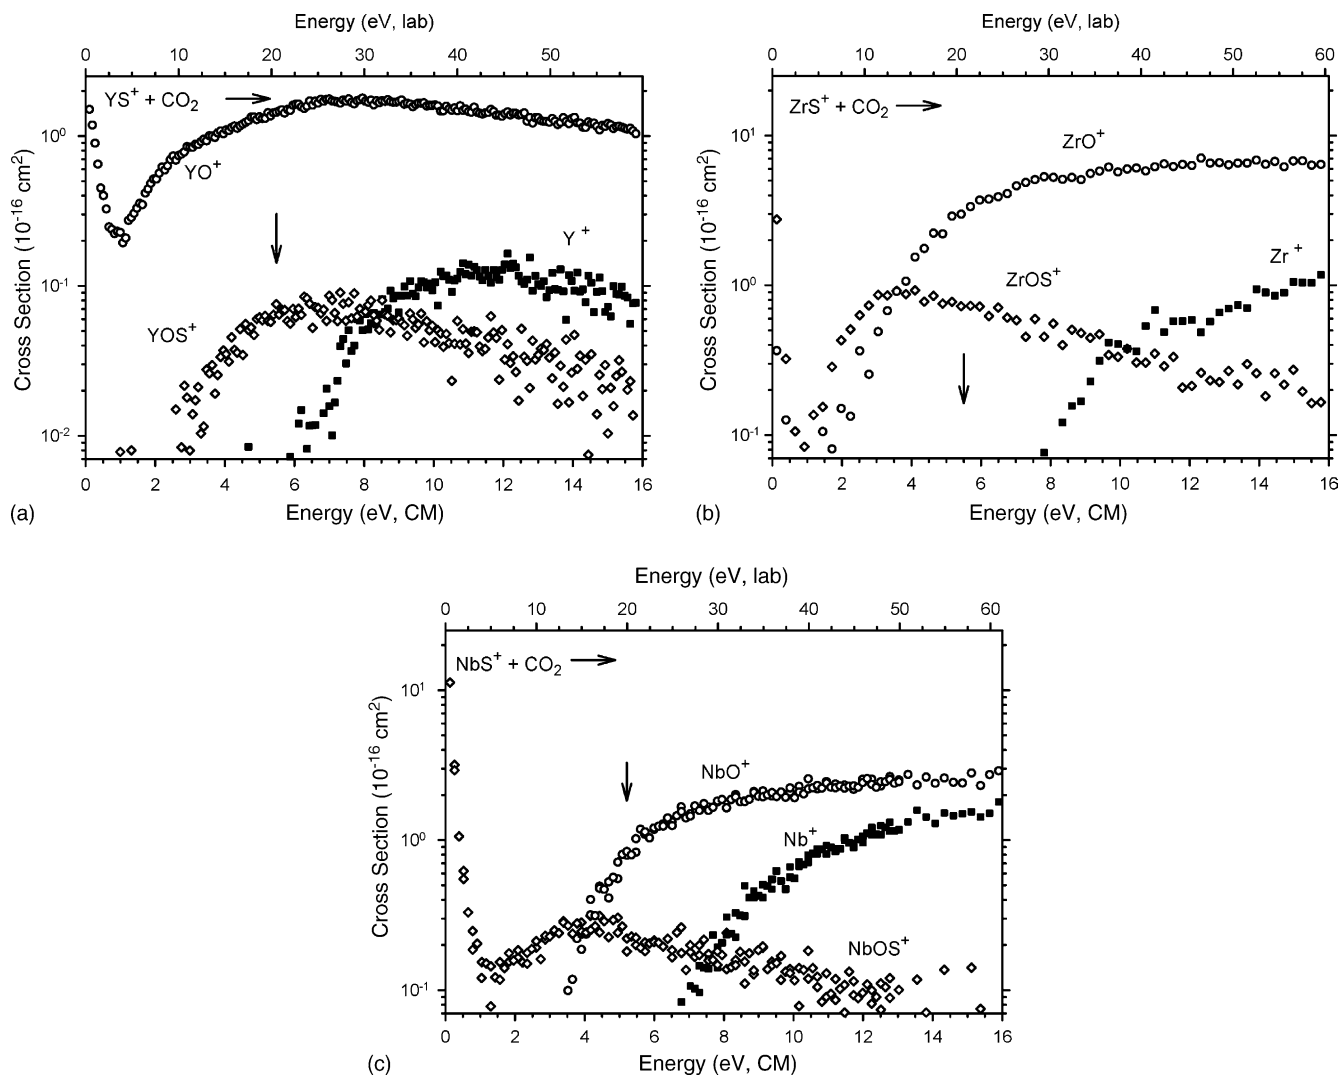 Energy (eV, lab)
0 10 20 30 40 50
YS⁺ + CO₂
10⁰
YO⁺
Y⁺
10⁻¹
YOS⁺
10⁻²
Cross Section (10⁻¹⁶ cm²)
0 2 4 6 8 10 12 14 16
(a) Energy (eV, CM)
Energy (eV, lab)
0 10 20 30 40 50 60
ZrS⁺ + CO₂
10¹
ZrO⁺
Zr⁺
ZrOS⁺
10⁰
10⁻¹
Cross Section (10⁻¹⁶ cm²)
0 2 4 6 8 10 12 14 16
(b) Energy (eV, CM)
Energy (eV, lab)
0 10 20 30 40 50 60
NbS⁺ + CO₂
10¹
NbO⁺
10⁰
Nb⁺
NbOS⁺
10⁻¹
Cross Section (10⁻¹⁶ cm²)
0 2 4 6 8 10 12 14 16
(c) Energy (eV, CM)